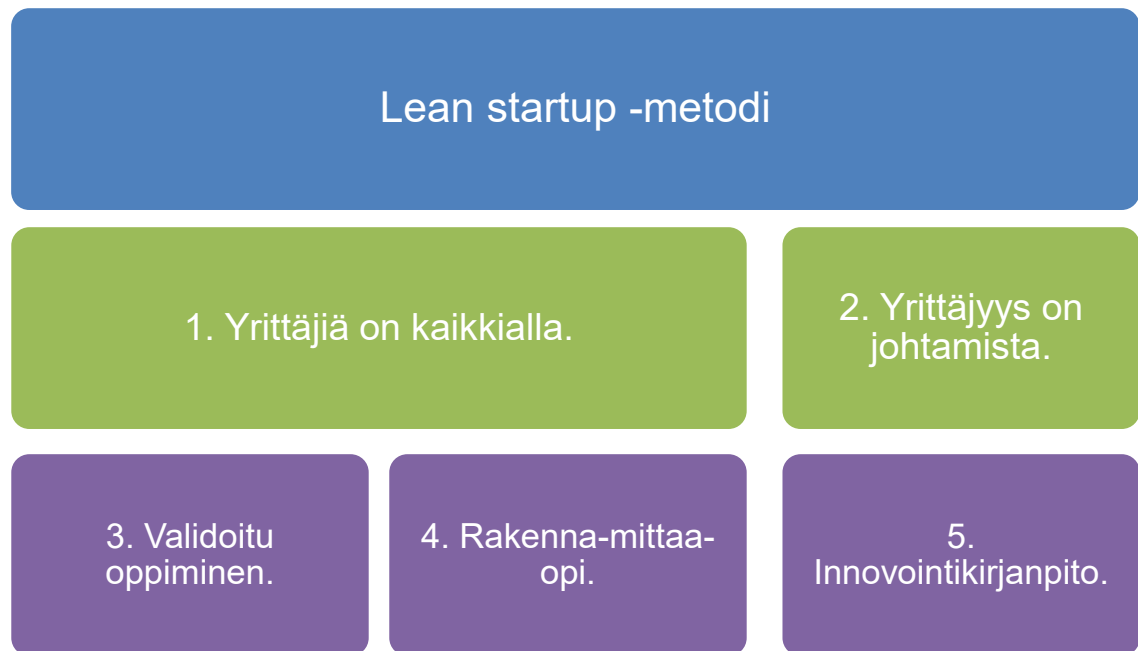 Lean startup -metodi
1. Yrittäjiä on kaikkialla.
2. Yrittäjyys on
johtamista.
3. Validoitu
oppiminen.
4. Rakenna-mittaa-
opi.
5.
Innovointikirjanpito.